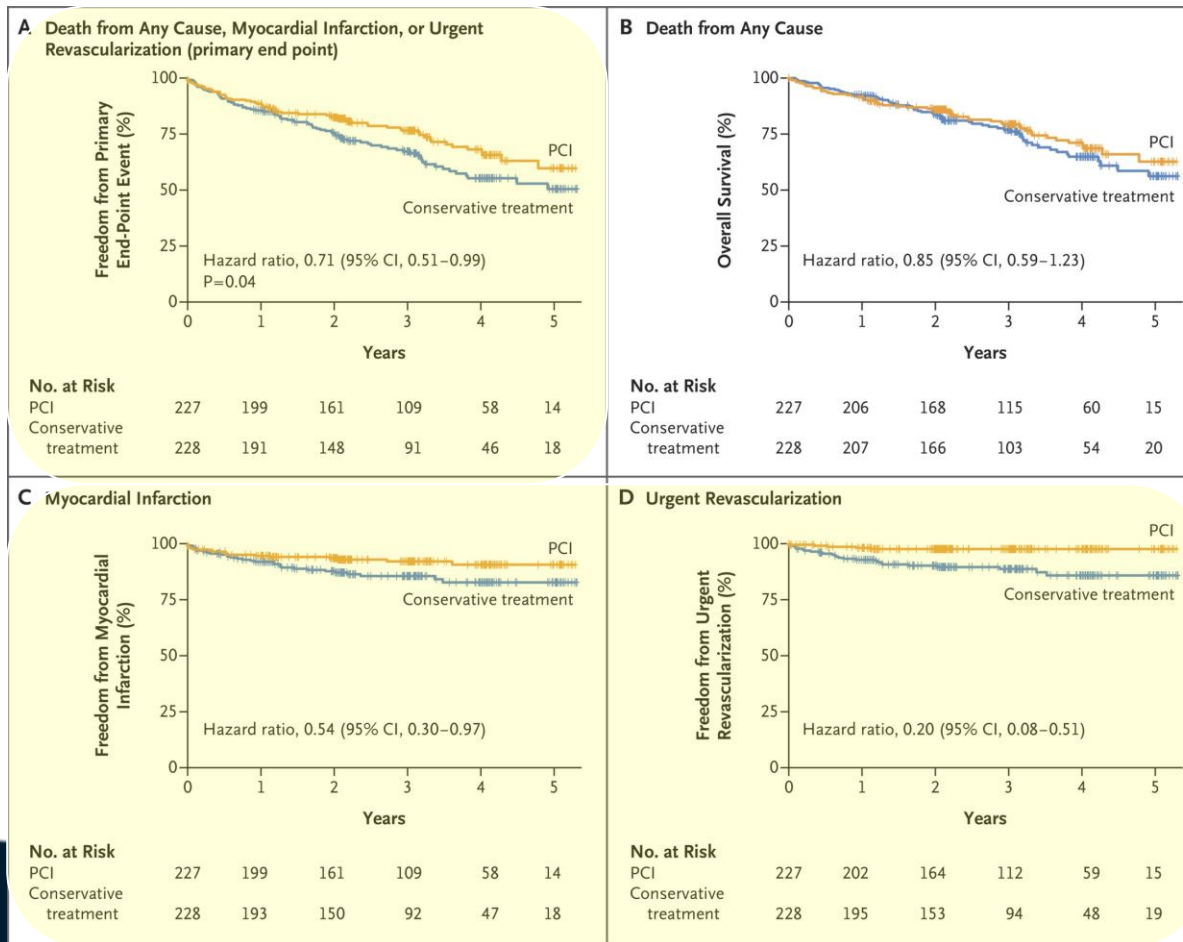 A Death from Any Cause, Myocardial Infarction, or Urgent
Revascularization (primary end point)
Freedom from Primary
End-Point Event (%)
100
75
50
25
0
PCI
Conservative treatment
Hazard ratio, 0.71 (95% CI, 0.51–0.99)
P=0.04
0 1 2 3 4 5
Years
No. at Risk
PCI 227 199 161 109 58 14
Conservative
treatment 228 191 148 91 46 18
B Death from Any Cause
Overall Survival (%)
100
75
50
25
0
PCI
Conservative treatment
Hazard ratio, 0.85 (95% CI, 0.59–1.23)
0 1 2 3 4 5
Years
No. at Risk
PCI 227 206 168 115 60 15
Conservative
treatment 228 207 166 103 54 20
C Myocardial Infarction
Freedom from Myocardial
Infarction (%)
100
75
50
25
0
PCI
Conservative treatment
Hazard ratio, 0.54 (95% CI, 0.30–0.97)
0 1 2 3 4 5
Years
No. at Risk
PCI 227 199 161 109 58 14
Conservative
treatment 228 193 150 92 47 18
D Urgent Revascularization
Freedom from Urgent
Revascularization (%)
100
75
50
25
0
PCI
Conservative treatment
Hazard ratio, 0.20 (95% CI, 0.08–0.51)
0 1 2 3 4 5
Years
No. at Risk
PCI 227 202 164 112 59 15
Conservative
treatment 228 195 153 94 48 19